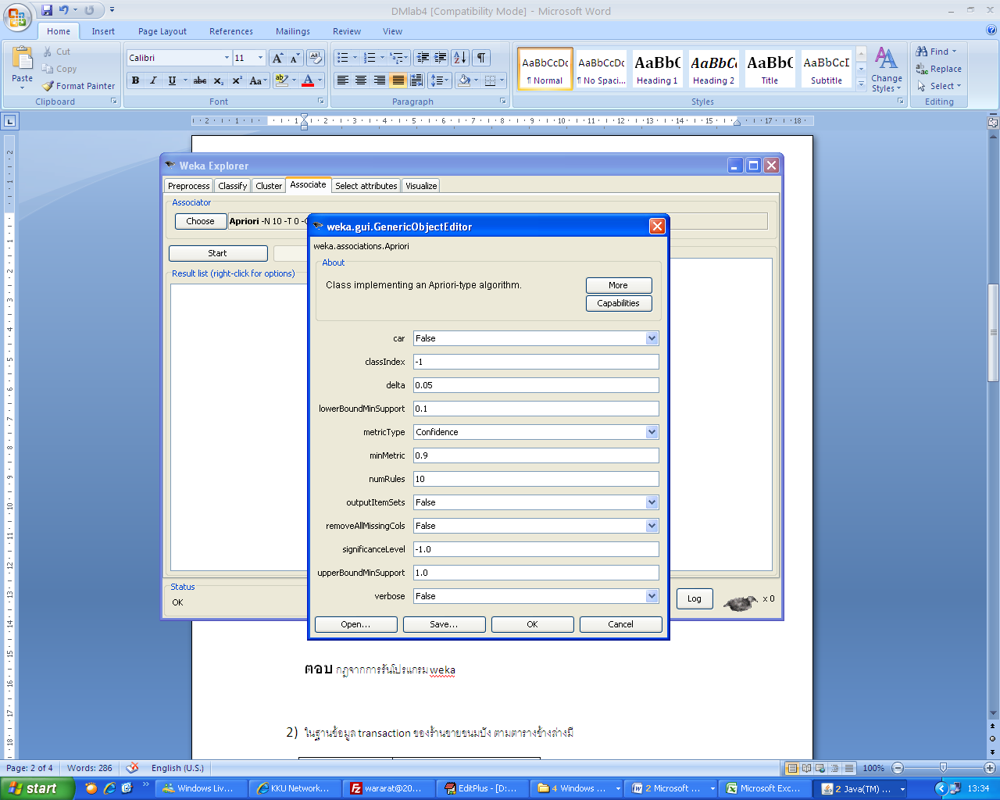 DMlab4 [Compatibility Mode] - Microsoft Word
Home Insert Page Layout References Mailings Review View
Paste
Cut
Copy
Format Painter
Clipboard
Calibri 11
B I U abc X₂ X² Aa
Font
Paragraph
AaBbCcDc AaBbCcDc AaBbC AaBbCc AaBbC AaBbCcI
¶ Normal ¶ No Spaci... Heading 1 Heading 2 Title Subtitle
Change Styles
Styles
Find
Replace
Select
Editing
Weka Explorer
Preprocess Classify Cluster Associate Select attributes Visualize
Associator
Choose Apriori -N 10 -T 0 -C
Start
Result list (right-click for options)
weka.gui.GenericObjectEditor
weka.associations.Apriori
About
Class implementing an Apriori-type algorithm.
More
Capabilities
car False
classIndex -1
delta 0.05
lowerBoundMinSupport 0.1
metricType Confidence
minMetric 0.9
numRules 10
outputItemSets False
removeAllMissingCols False
significanceLevel -1.0
upperBoundMinSupport 1.0
verbose False
Open... Save... OK Cancel
Status
OK
Log x 0
ตอบ กฎจากการรันโปรแกรม weka
2) ในฐานข้อมูล transaction ของร้านขายขนมปัง ตามตารางข้างล่างมี
Page: 2 of 4 Words: 286 English (U.S.) 100%
start Windows Liv... KKU Network... wararat@20... EditPlus - [D:... 4 Windows ... 2 Microsoft ... Microsoft Exc... 2 Java(TM) ... 13:34